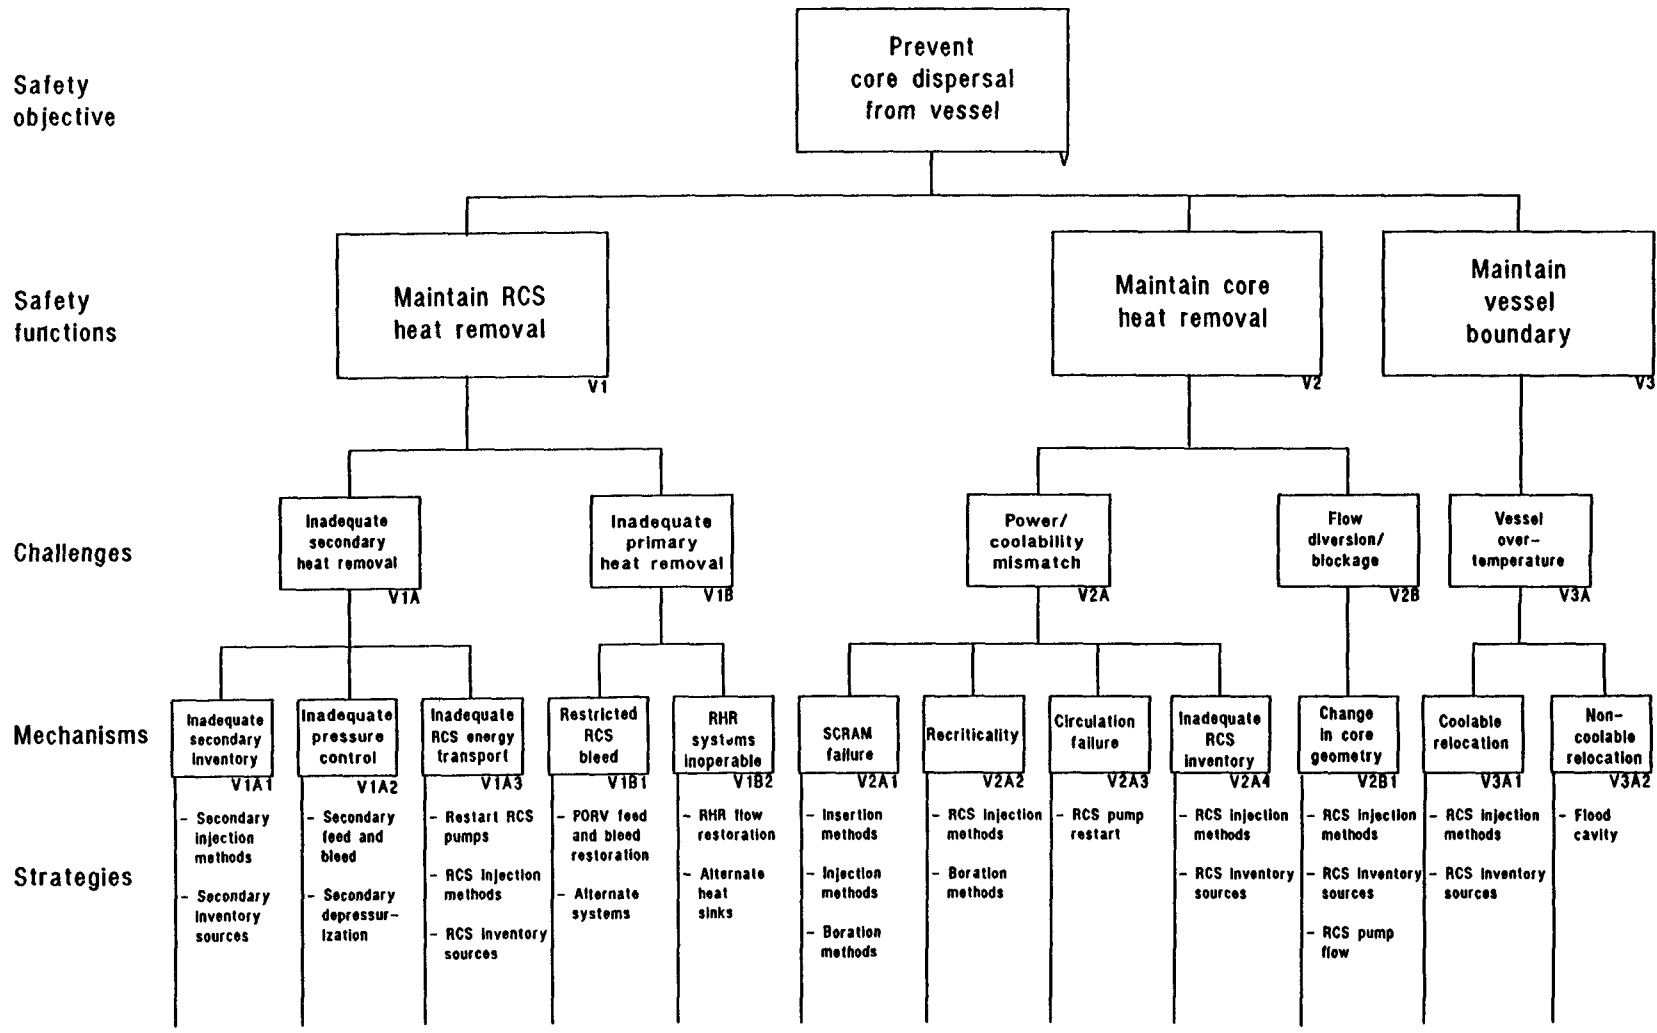 Safety
objective
Prevent
core dispersal
from vessel
V
Safety
functions
Maintain RCS
heat removal
V1
Maintain core
heat removal
V2
Maintain
vessel
boundary
V3
Challenges
Inadequate
secondary
heat removal
V1A
Inadequate
primary
heat removal
V1B
Power/
coolability
mismatch
V2A
Flow
diversion/
blockage
V2B
Vessel
over-
temperature
V3A
Mechanisms
Inadequate
secondary
inventory
V1A1
Inadequate
pressure
control
V1A2
Inadequate
RCS energy
transport
V1A3
Restricted
RCS
bleed
V1B1
RHR
systems
inoperable
V1B2
SCRAM
failure
V2A1
Recriticality
V2A2
Circulation
failure
V2A3
Inadequate
RCS
inventory
V2A4
Change
in core
geometry
V2B1
Coolable
relocation
V3A1
Non-
coolable
relocation
V3A2
Strategies
- Secondary
injection
methods
- Secondary
inventory
sources
- Secondary
feed and
bleed
- Secondary
depressur-
ization
- Restart RCS
pumps
- RCS injection
methods
- RCS inventory
sources
- PORV feed
and bleed
restoration
- Alternate
systems
- RHR flow
restoration
- Alternate
heat
sinks
- Insertion
methods
- Injection
methods
- Boration
methods
- RCS injection
methods
- Boration
methods
- RCS pump
restart
- RCS injection
methods
- RCS inventory
sources
- RCS injection
methods
- RCS inventory
sources
- RCS pump
flow
- RCS injection
methods
- RCS inventory
sources
- Flood
cavity